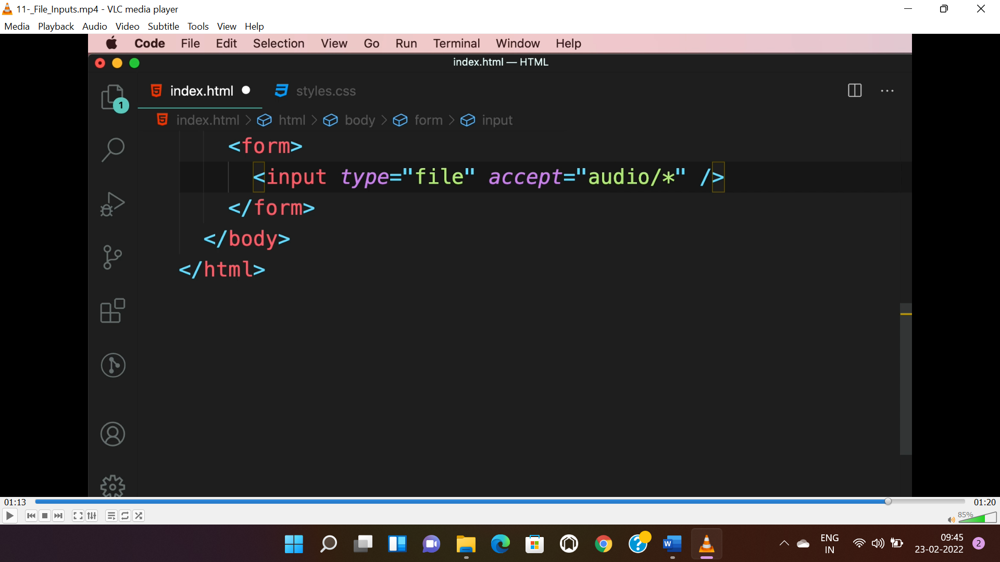 11-_File_Inputs.mp4 - VLC media player
Media Playback Audio Video Subtitle Tools View Help
Code File Edit Selection View Go Run Terminal Window Help
index.html — HTML
index.html styles.css
1
index.html > html > body > form > input
<form>
<input type="file" accept="audio/*" />
</form>
</body>
</html>
01:13 01:20
85%
ENG
IN
09:45
23-02-2022
2